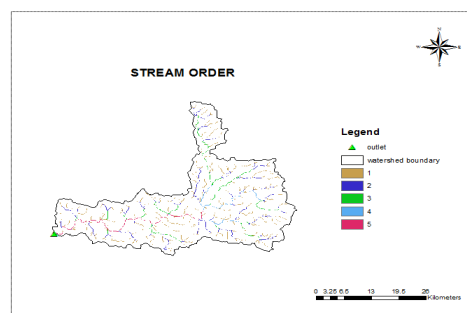 N
W E
S
STREAM ORDER
Legend
outlet
watershed boundary
1
2
3
4
5
0 3.25 6.5 13 19.5 26
Kilometers